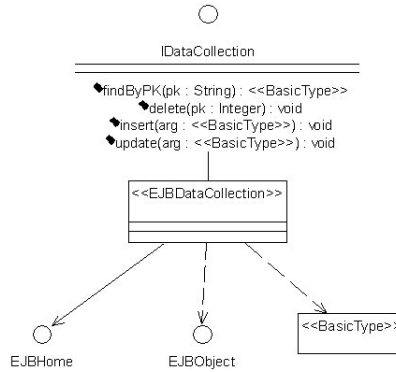 IDataCollection
findByPK(pk : String) : <<BasicType>>
delete(pk : Integer) : void
insert(arg : <<BasicType>>) : void
update(arg : <<BasicType>>) : void
<<EJBDataCollection>>
<<BasicType>>
EJBHome
EJBObject